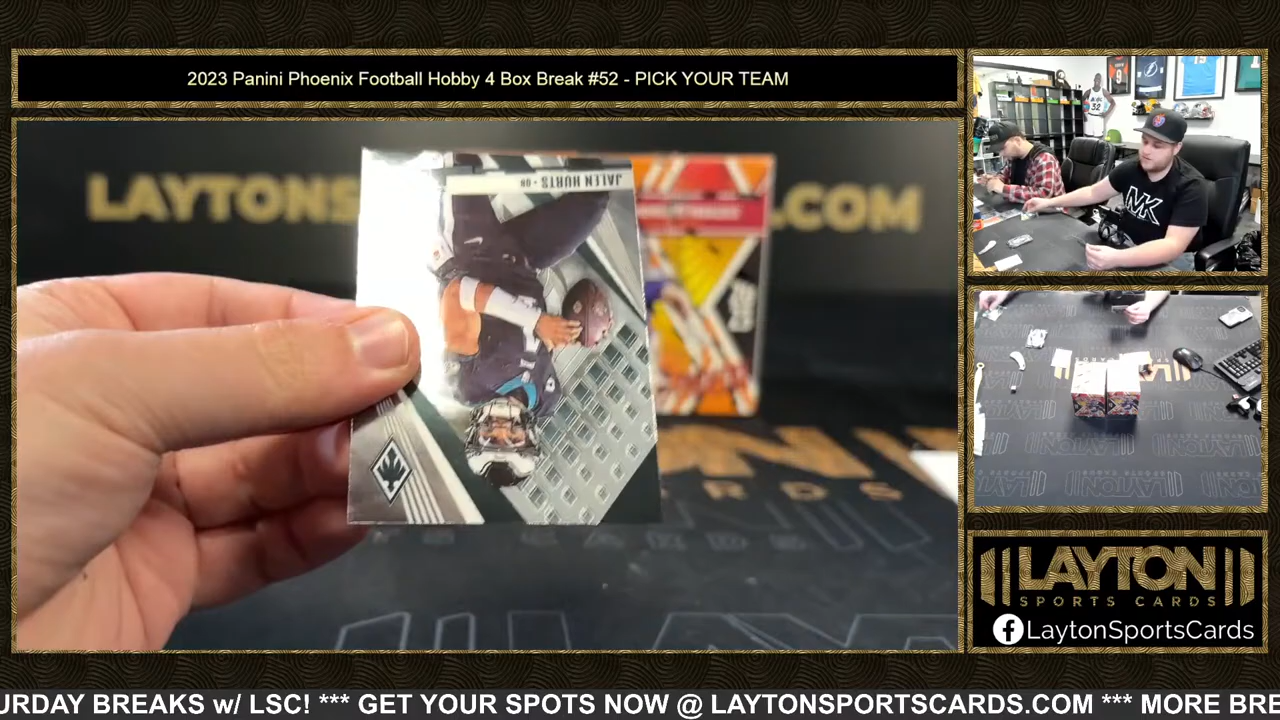 2023 Panini Phoenix Football Hobby 4 Box Break #52 - PICK YOUR TEAM
LAYTON
.COM
JALEN HURTS • QB
LAYTON
SPORTS CARDS
LaytonSportsCards
URDAY BREAKS w/ LSC! *** GET YOUR SPOTS NOW @ LAYTONSPORTSCARDS.COM *** MORE BRE